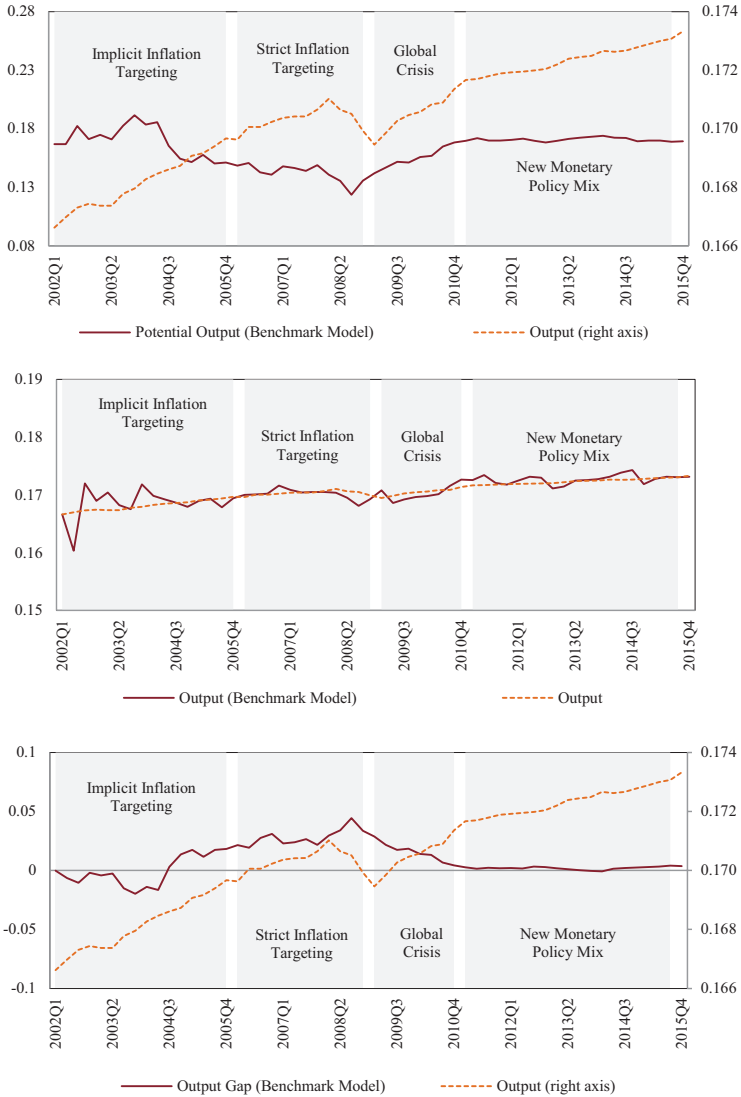 0.28
0.23
0.18
0.13
0.08
0.174
0.172
0.170
0.168
0.166
Implicit Inflation
Targeting
Strict Inflation
Targeting
Global
Crisis
New Monetary
Policy Mix
2002Q1
2003Q2
2004Q3
2005Q4
2007Q1
2008Q2
2009Q3
2010Q4
2012Q1
2013Q2
2014Q3
2015Q4
Potential Output (Benchmark Model)
Output (right axis)
0.19
0.18
0.17
0.16
0.15
Implicit Inflation
Targeting
Strict Inflation
Targeting
Global
Crisis
New Monetary
Policy Mix
2002Q1
2003Q2
2004Q3
2005Q4
2007Q1
2008Q2
2009Q3
2010Q4
2012Q1
2013Q2
2014Q3
2015Q4
Output (Benchmark Model)
Output
0.1
0.05
0
-0.05
-0.1
0.174
0.172
0.170
0.168
0.166
Implicit Inflation
Targeting
Strict Inflation
Targeting
Global
Crisis
New Monetary
Policy Mix
2002Q1
2003Q2
2004Q3
2005Q4
2007Q1
2008Q2
2009Q3
2010Q4
2012Q1
2013Q2
2014Q3
2015Q4
Output Gap (Benchmark Model)
Output (right axis)